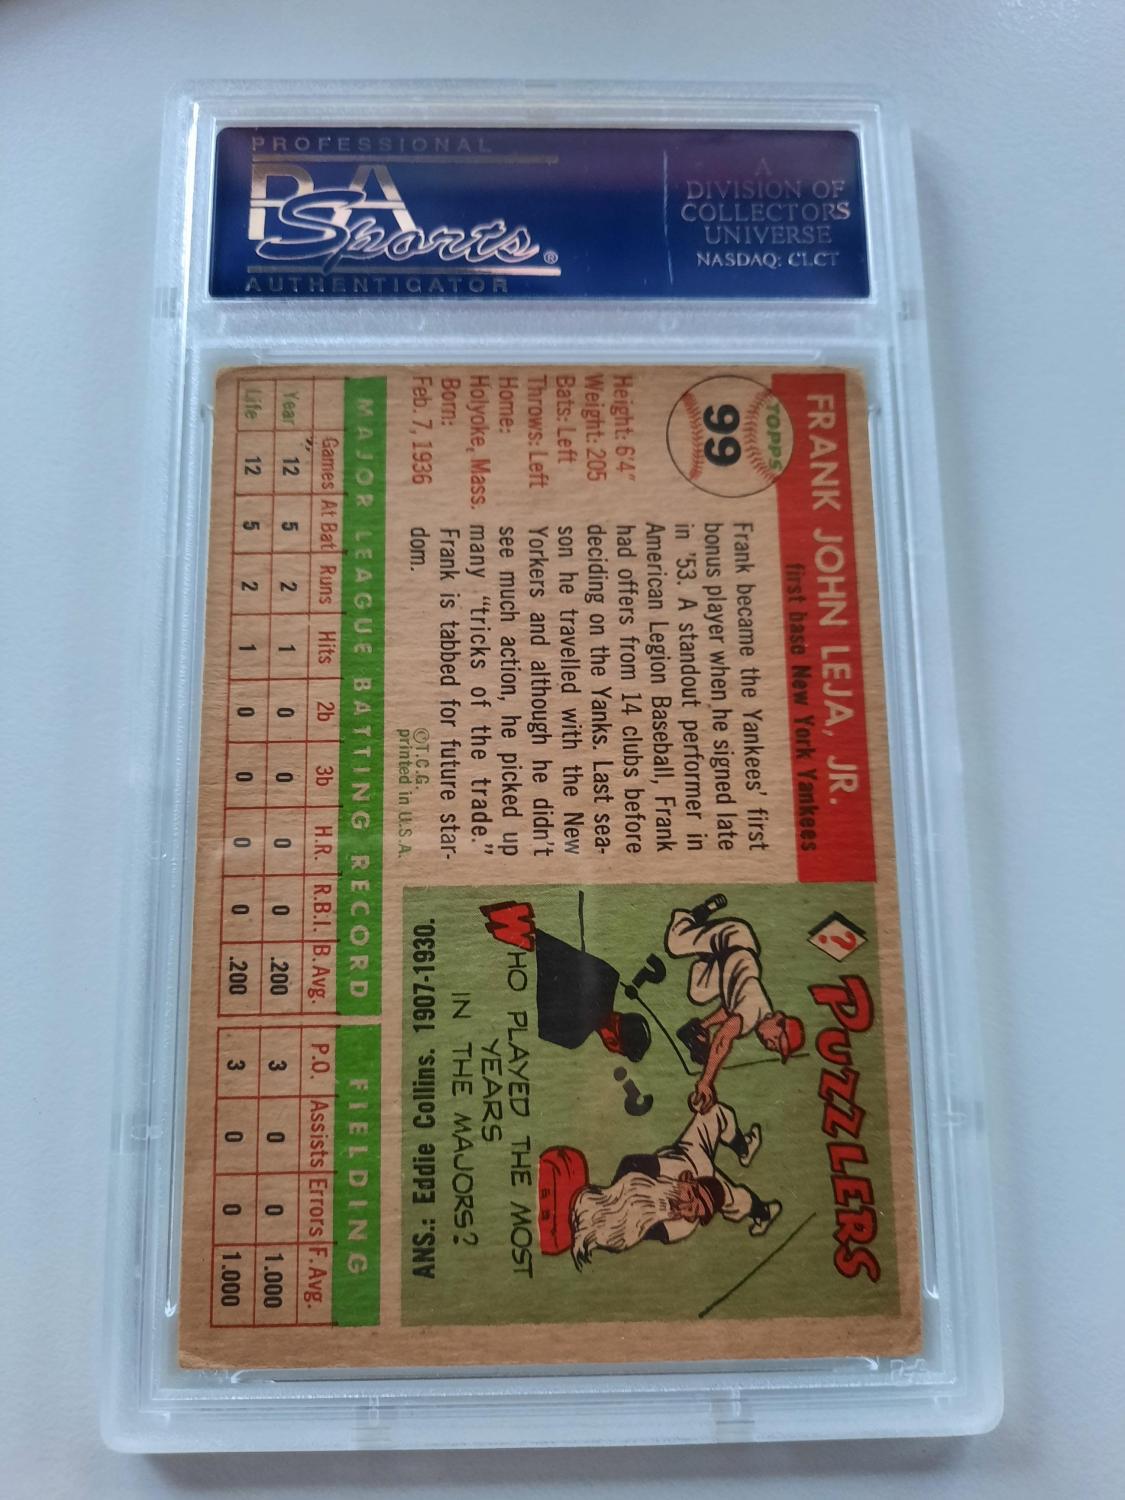 PROFESSIONAL
PSA
Sports®
AUTHENTICATOR
A
DIVISION OF
COLLECTORS
UNIVERSE
NASDAQ: CLCT
TOPPS
99
FRANK JOHN LEJA, JR.
first base New York Yankees
Height: 6'4"
Weight: 205
Bats: Left
Throws: Left
Home:
Holyoke, Mass.
Born:
Feb. 7, 1936
Frank became the Yankees' first
bonus player when he signed late
in '53. A standout performer in
American Legion Baseball, Frank
had offers from 14 clubs before
deciding on the Yanks. Last sea-
son he travelled with the New
Yorkers and although he didn't
see much action, he picked up
many "tricks of the trade."
Frank is tabbed for future star-
dom.
©T.C.G.
printed in U.S.A.
? PUZZLERS
WHO PLAYED THE MOST
YEARS
IN THE MAJORS?
ANS.: Eddie Collins. 1907-1930.
MAJOR LEAGUE BATTING RECORD FIELDING
Games At Bat Runs Hits 2b 3b H.R. R.B.I. B.Avg. P.O. Assists Errors F.Avg.
Year 12 5 2 1 0 0 0 0 .200 3 0 0 1.000
Life 12 5 2 1 0 0 0 0 .200 3 0 0 1.000